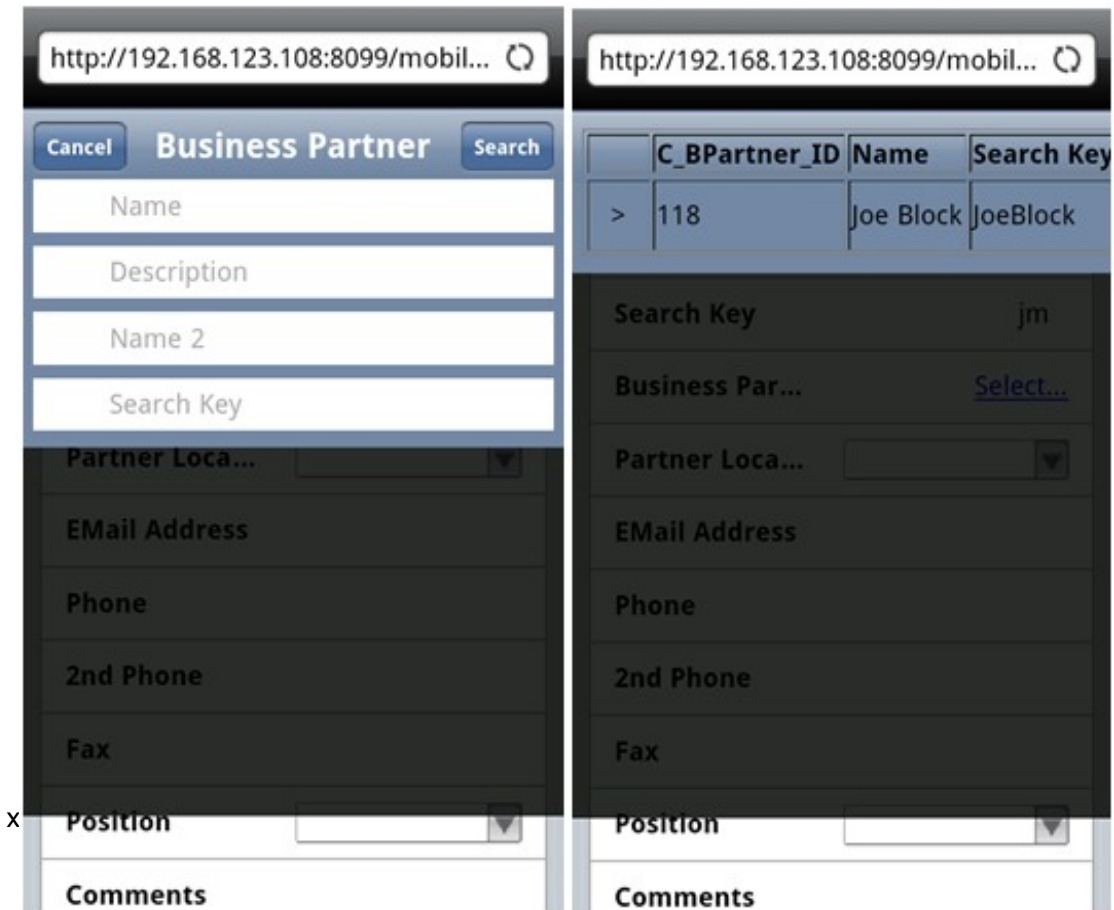 http://192.168.123.108:8099/mobil...
Cancel Business Partner Search
Name
Description
Name 2
Search Key
Partner Loca...
EMail Address
Phone
2nd Phone
Fax
x Position
Comments
http://192.168.123.108:8099/mobil...
C_BPartner_ID Name Search Key
> 118 Joe Block JoeBlock
Search Key jm
Business Par... Select...
Partner Loca...
EMail Address
Phone
2nd Phone
Fax
Position
Comments